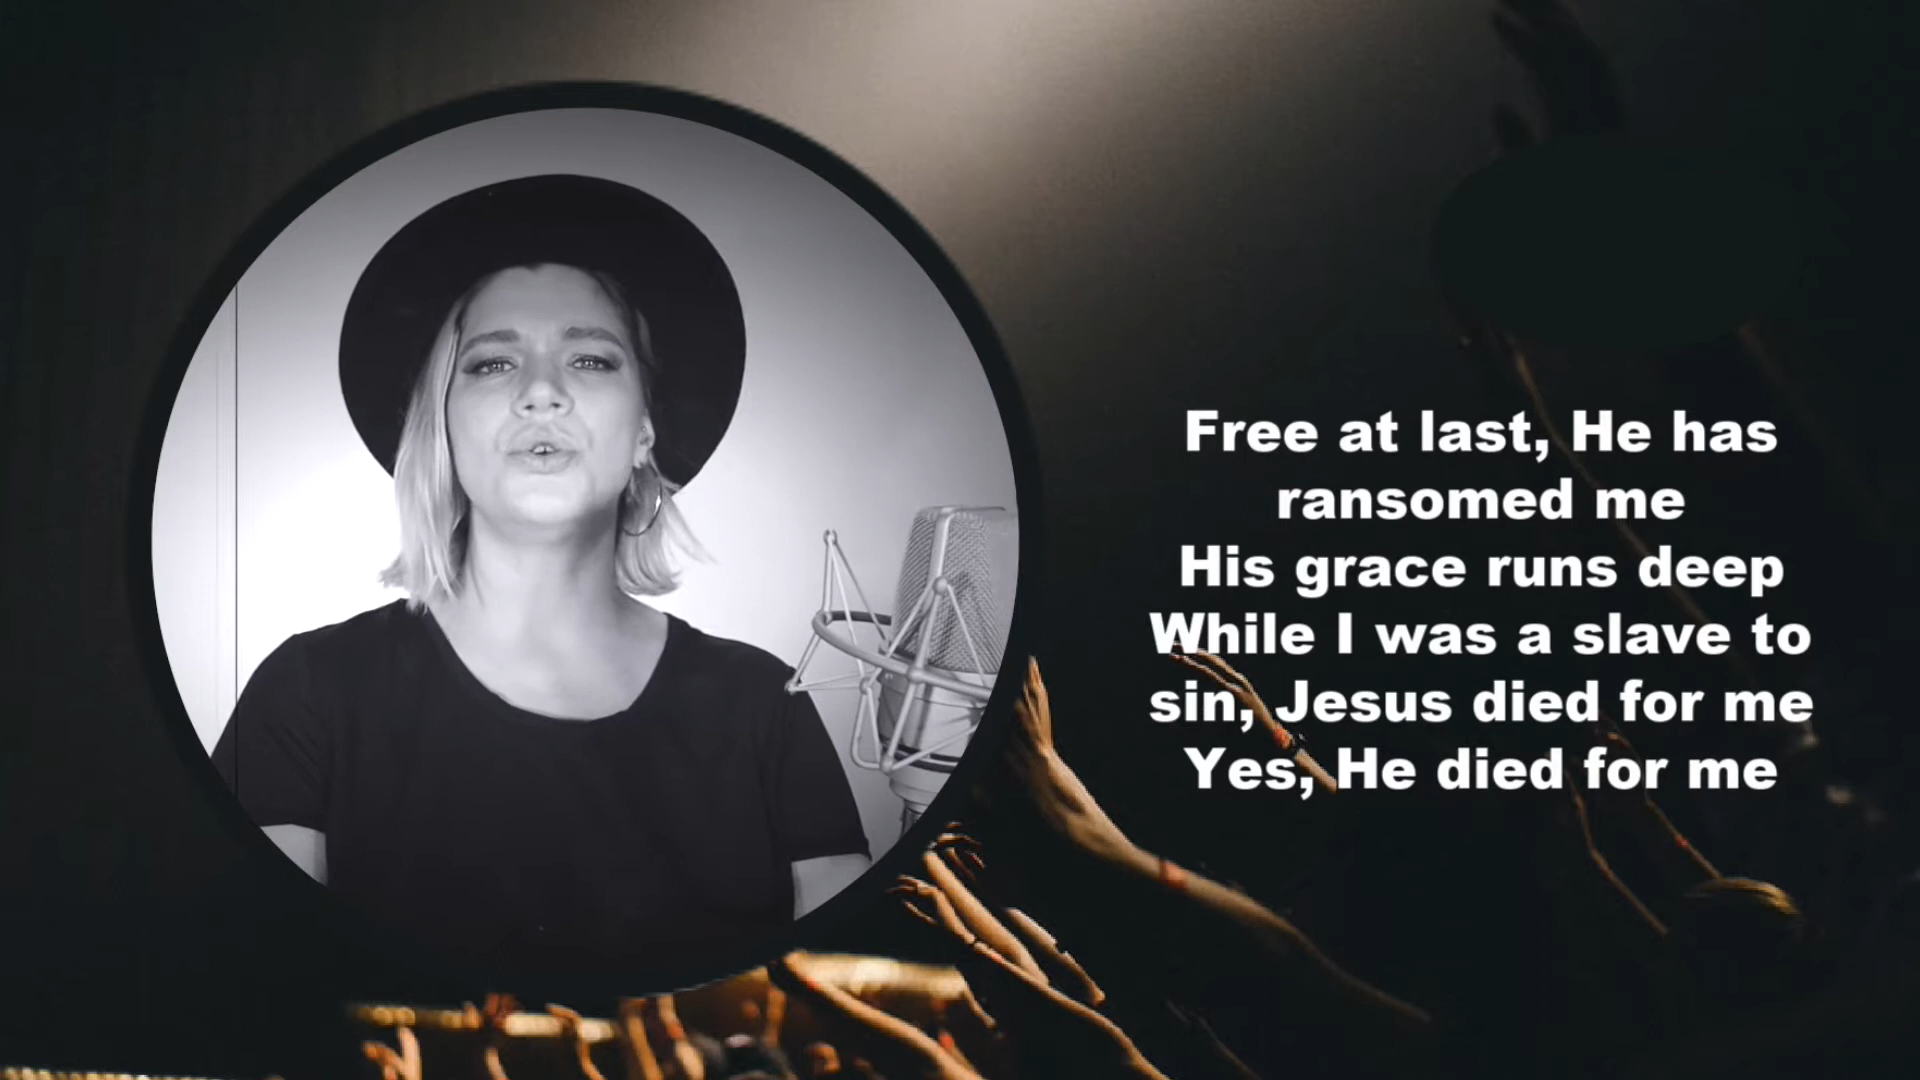 Free at last, He has
ransomed me
His grace runs deep
While I was a slave to
sin, Jesus died for me
Yes, He died for me